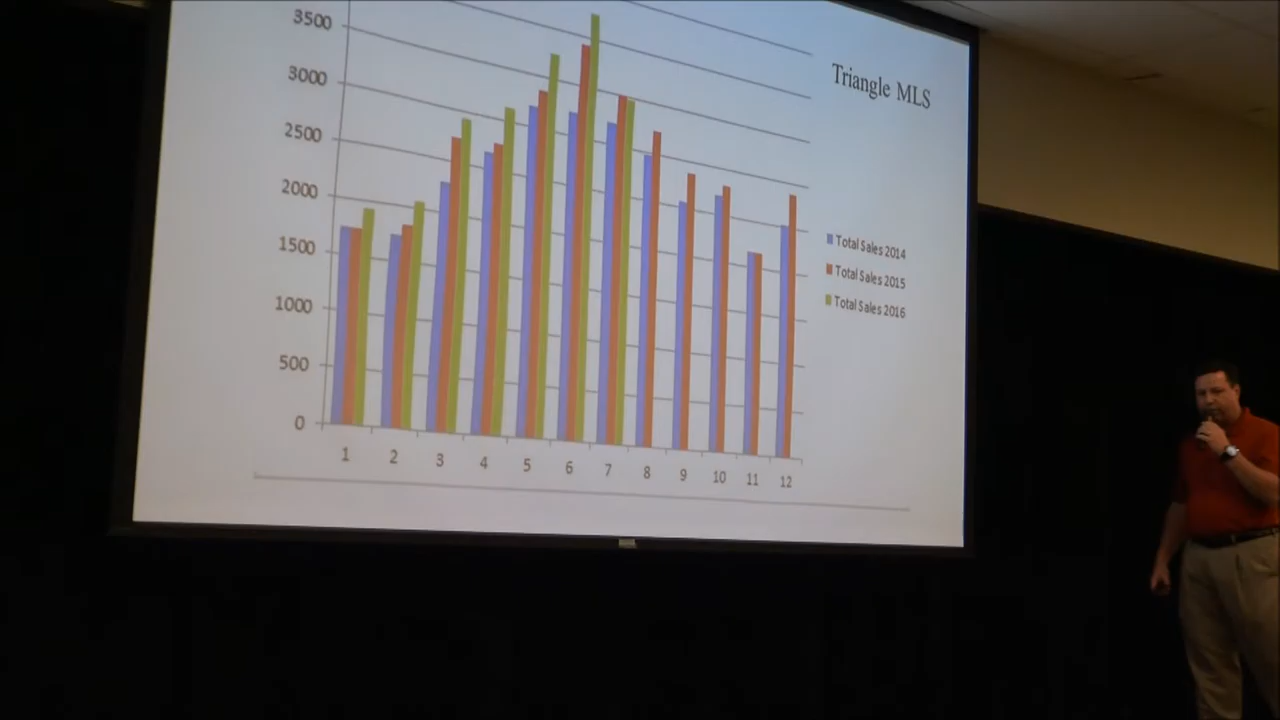 Triangle MLS
3500
3000
2500
2000
1500
1000
500
0
1 2 3 4 5 6 7 8 9 10 11 12
Total Sales 2014
Total Sales 2015
Total Sales 2016